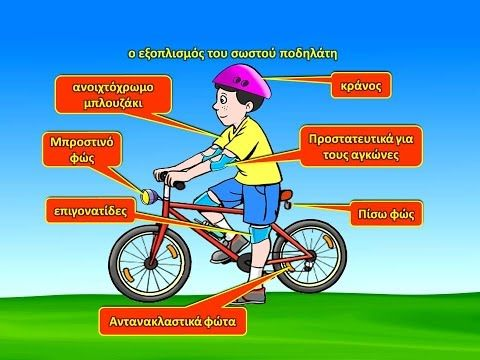 ο εξοπλισμός του σωστού ποδηλάτη
ανοιχτόχρωμο
μπλουζάκι
κράνος
Μπροστινό
φώς
Προστατευτικά για
τους αγκώνες
επιγονατίδες
Πίσω φώς
Αντανακλαστικά φώτα